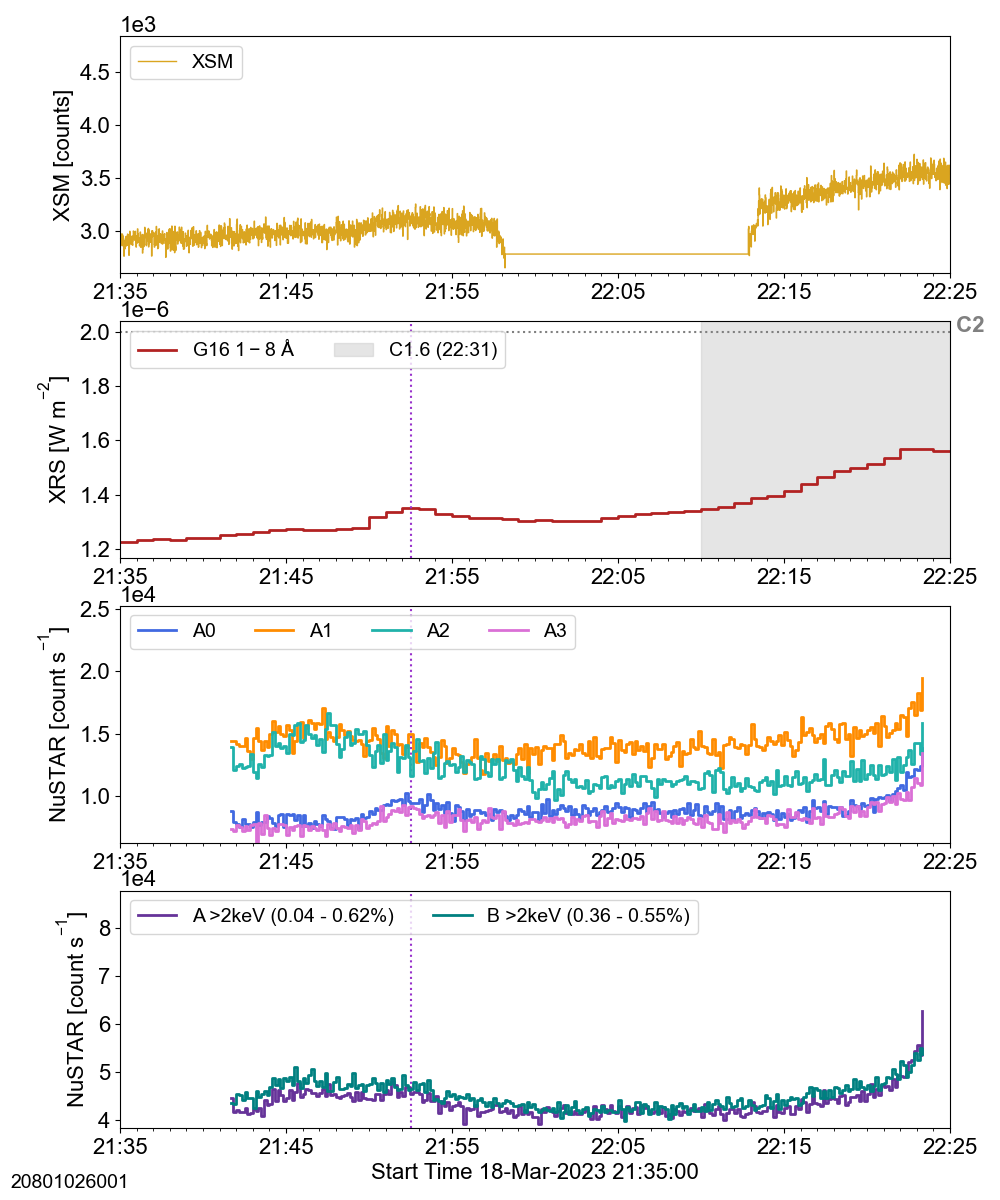 1e3
XSM [counts]
4.5
4.0
3.5
3.0
XSM
21:35 21:45 21:55 22:05 22:15 22:25
1e−6
XRS [W m⁻²]
2.0
1.8
1.6
1.4
1.2
G16 1 − 8 Å C1.6 (22:31)
C2
21:35 21:45 21:55 22:05 22:15 22:25
1e4
NuSTAR [count s⁻¹]
2.5
2.0
1.5
1.0
A0 A1 A2 A3
21:35 21:45 21:55 22:05 22:15 22:25
1e4
NuSTAR [count s⁻¹]
8
7
6
5
4
A >2keV (0.04 - 0.62%) B >2keV (0.36 - 0.55%)
21:35 21:45 21:55 22:05 22:15 22:25
Start Time 18-Mar-2023 21:35:00
20801026001